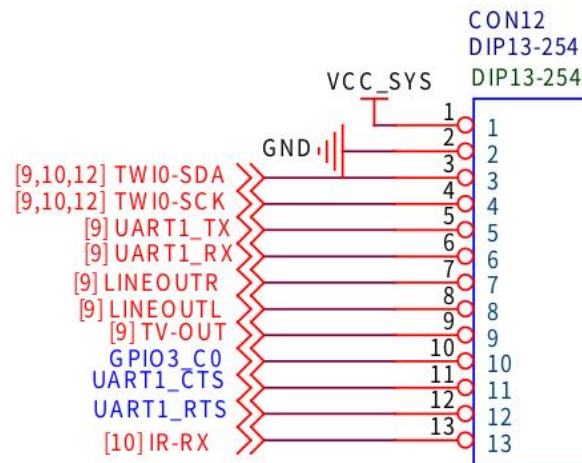 CON12
DIP13-254
VCC_SYS DIP13-254
1 1
GND 2 2
[9,10,12] TWI0-SDA 3 3
[9,10,12] TWI0-SCK 4 4
[9] UART1_TX 5 5
[9] UART1_RX 6 6
[9] LINEOUTR 7 7
[9] LINEOUTL 8 8
[9] TV-OUT 9 9
GPIO3_C0 10 10
UART1_CTS 11 11
UART1_RTS 12 12
[10] IR-RX 13 13